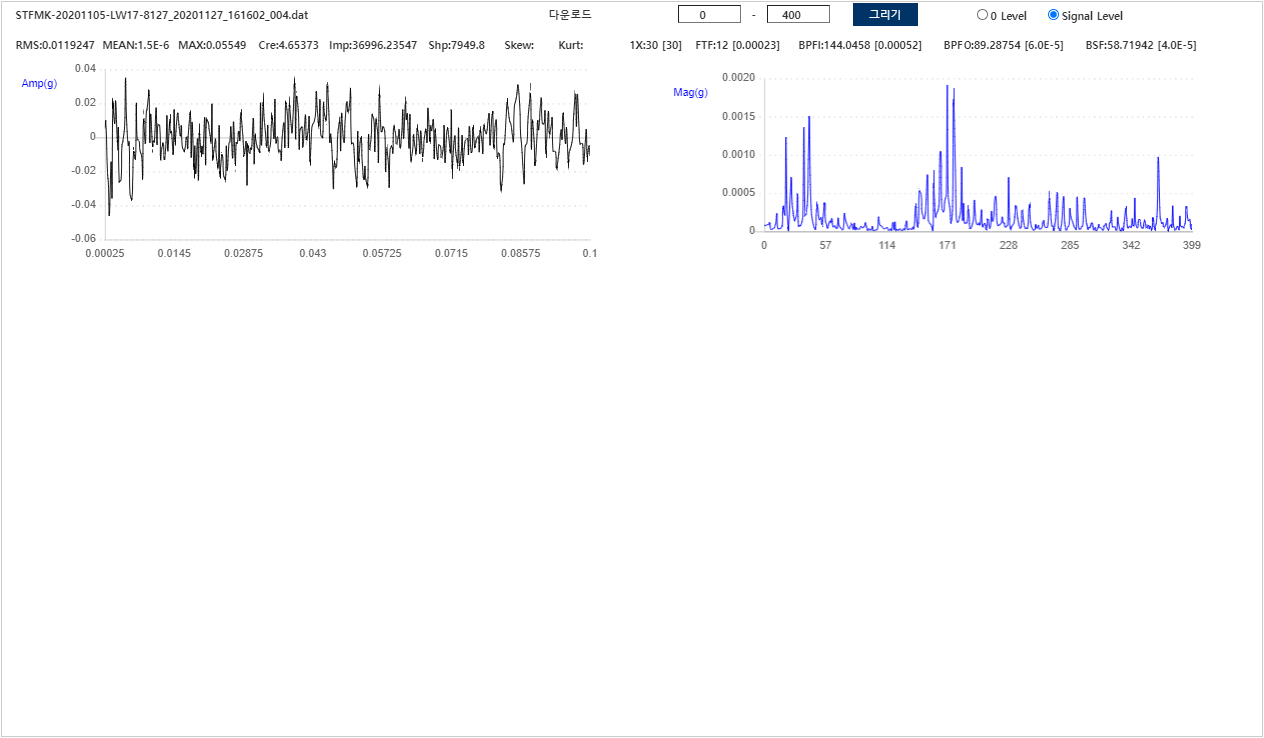 STFMK-20201105-LW17-8127_20201127_161602_004.dat 다운로드 0 - 400 그리기 0 Level Signal Level
RMS:0.0119247 MEAN:1.5E-6 MAX:0.05549 Cre:4.65373 Imp:36996.23547 Shp:7949.8 Skew: Kurt: 1X:30 [30] FTF:12 [0.00023] BPFI:144.0458 [0.00052] BPFO:89.28754 [6.0E-5] BSF:58.71942 [4.0E-5]
Amp(g)
0.04
0.02
0
-0.02
-0.04
-0.06
0.00025 0.0145 0.02875 0.043 0.05725 0.0715 0.08575 0.1
Mag(g)
0.0020
0.0015
0.0010
0.0005
0
0 57 114 171 228 285 342 399